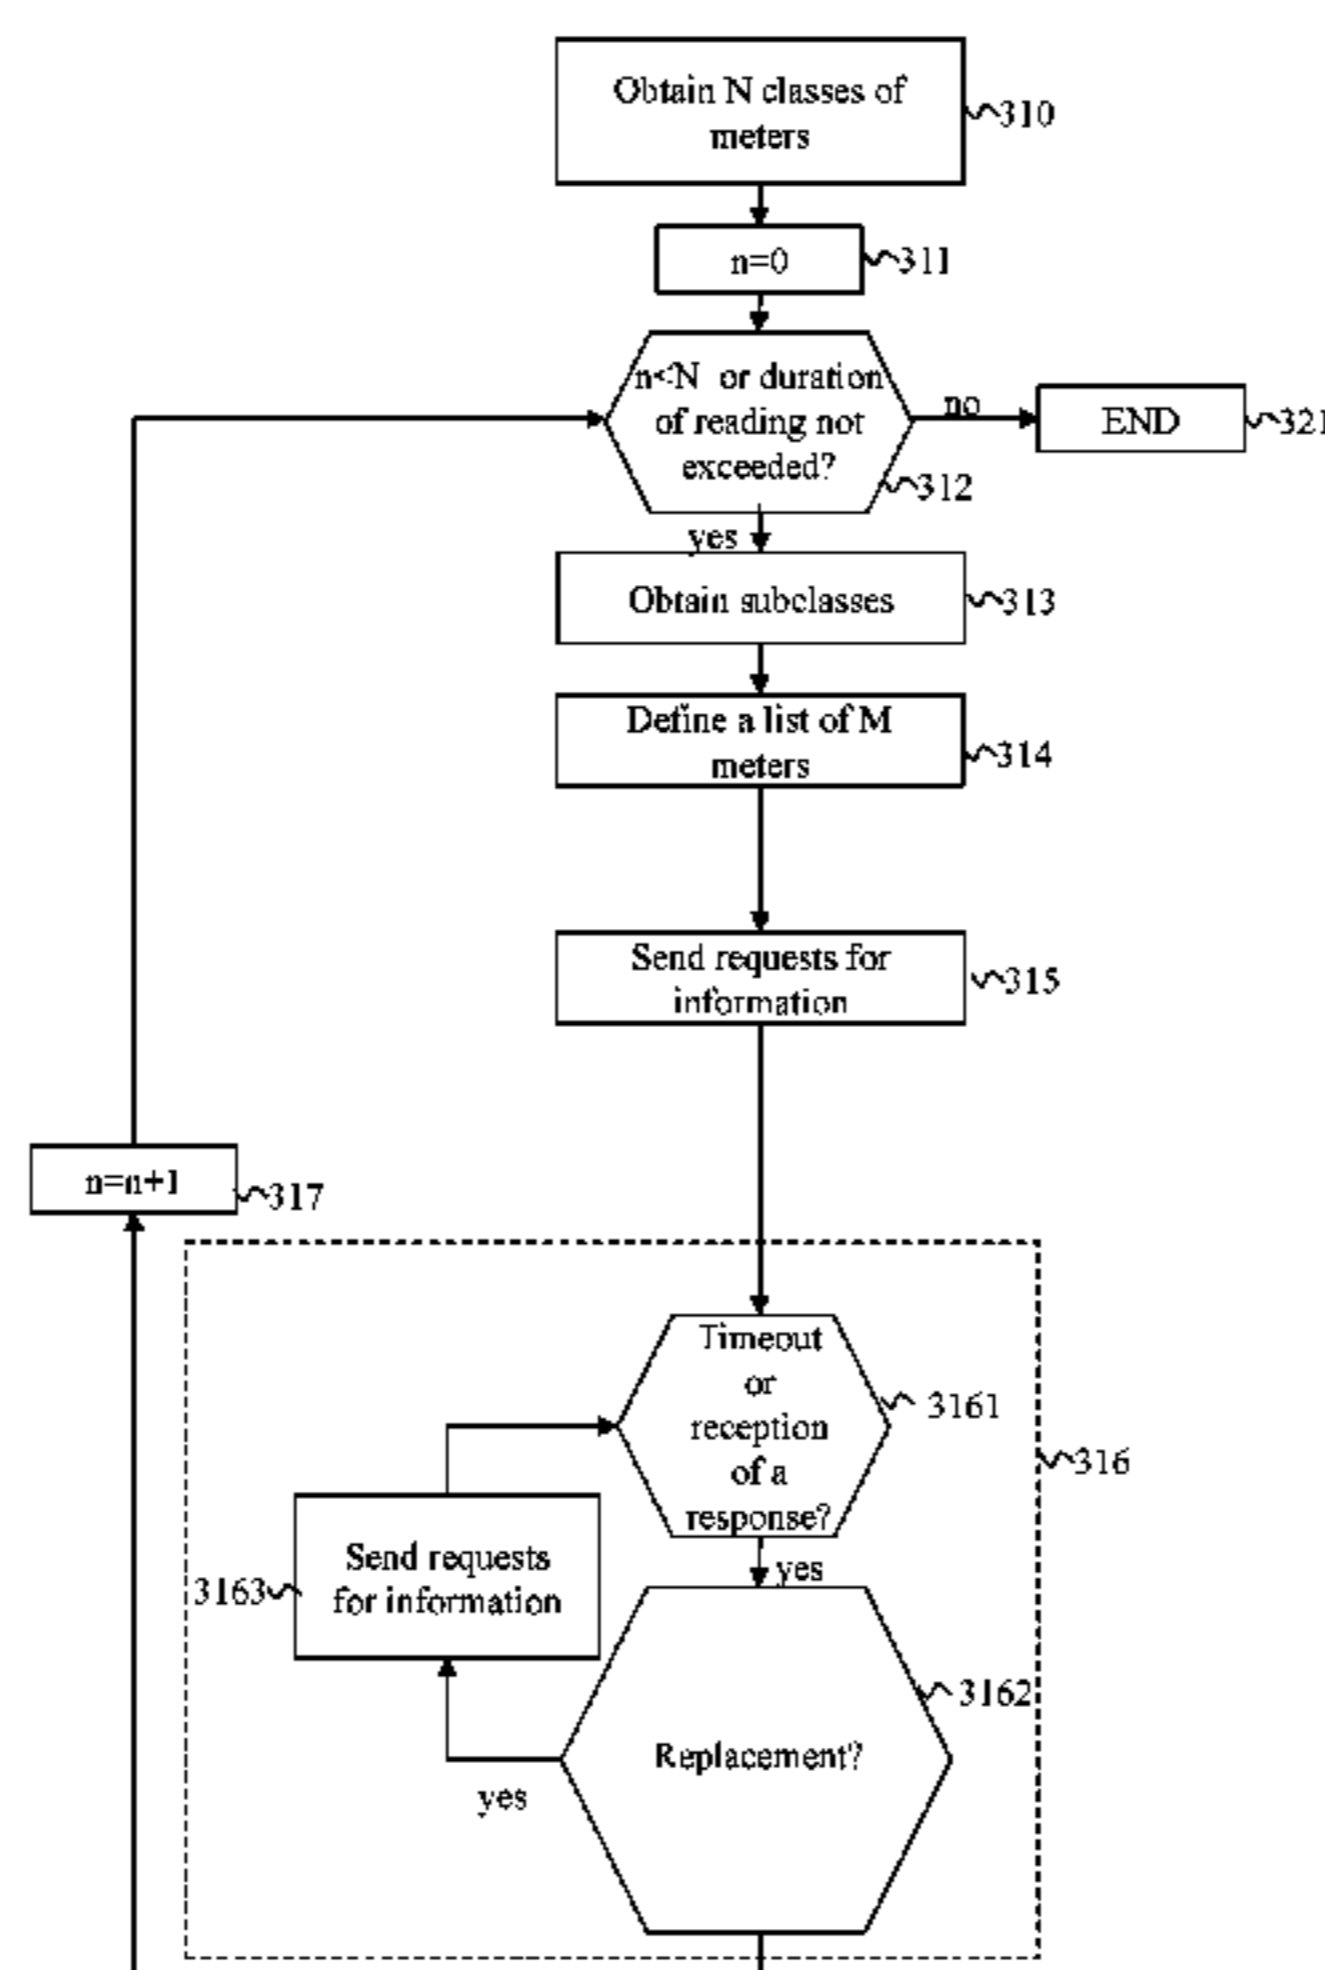 Obtain N classes of
meters
310
n=0
311
n<N or duration
of reading not
exceeded?
312
no
END
321
yes
Obtain subclasses
313
Define a list of M
meters
314
Send requests for
information
315
n=n+1
317
Timeout
or
reception
of a
response?
3161
316
yes
Send requests
for information
3163
Replacement?
3162
yes